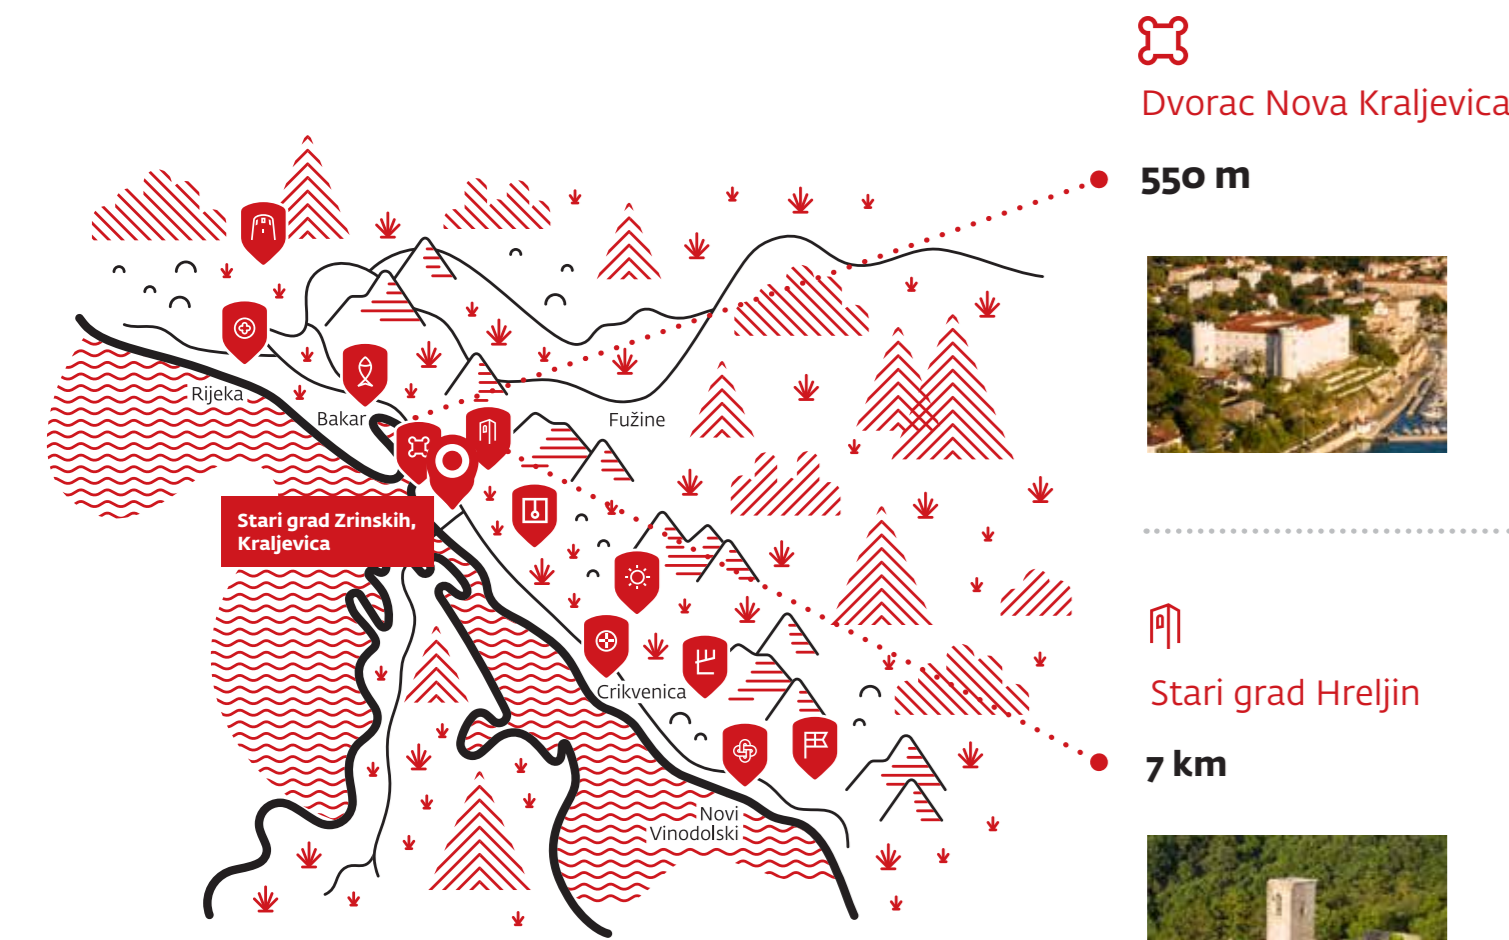 Dvorac Nova Kraljevica
550 m
Rijeka
Bakar
Fužine
Stari grad Zrinskih,
Kraljevica
Crikvenica
Novi
Vinodolski
Stari grad Hreljin
7 km